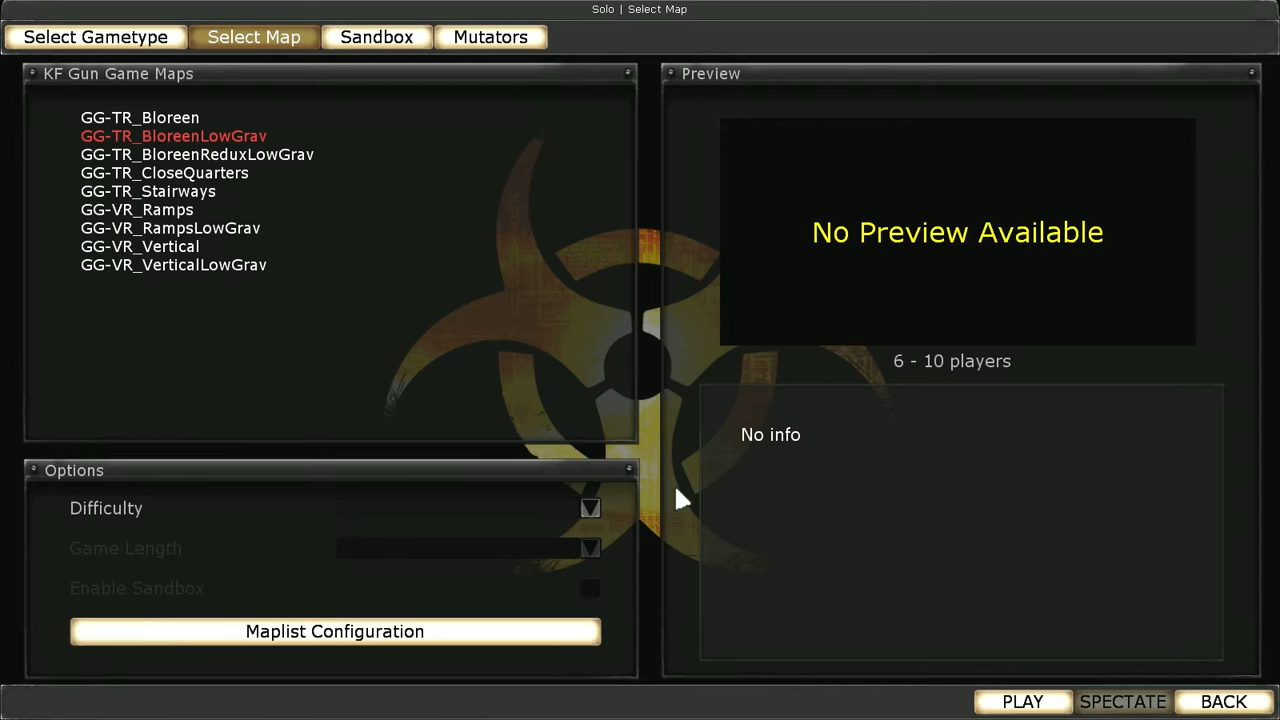 Solo | Select Map
Select Gametype
Select Map
Sandbox
Mutators
KF Gun Game Maps
GG-TR_Bloreen
GG-TR_BloreenLowGrav
GG-TR_BloreenReduxLowGrav
GG-TR_CloseQuarters
GG-TR_Stairways
GG-VR_Ramps
GG-VR_RampsLowGrav
GG-VR_Vertical
GG-VR_VerticalLowGrav
Options
Difficulty
Game Length
Enable Sandbox
Maplist Configuration
Preview
No Preview Available
6 - 10 players
No info
PLAY
SPECTATE
BACK